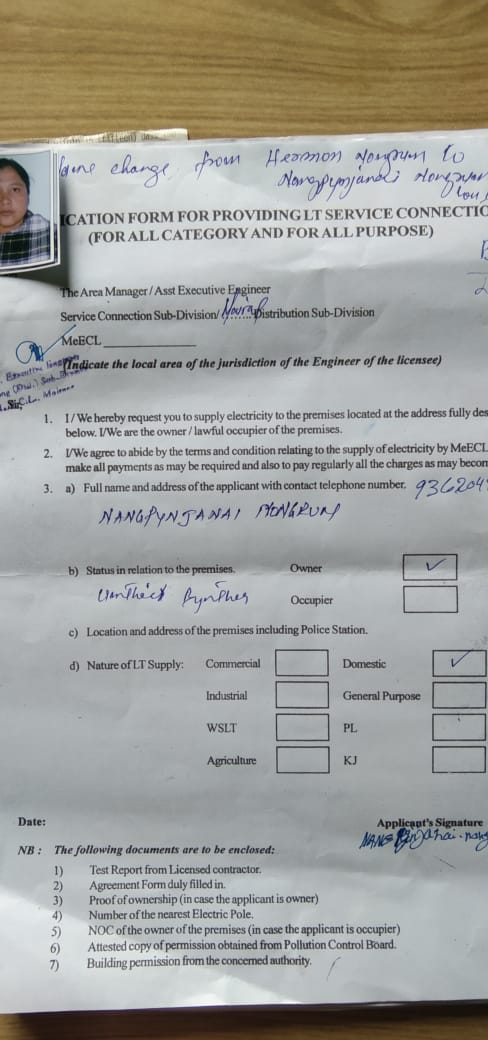 change from Hermon Nongrum to
ICATION FORM FOR PROVIDING LT SERVICE CONNECTIO
(FOR ALL CATEGORY AND FOR ALL PURPOSE)
The Area Manager / Asst Executive Engineer
Service Connection Sub-Division/ Distribution Sub-Division
MeECL
(Indicate the local area of the jurisdiction of the Engineer of the licensee)
Sir,
1. I / We hereby request you to supply electricity to the premises located at the address fully des
below. I/We are the owner / lawful occupier of the premises.
2. I/We agree to abide by the terms and condition relating to the supply of electricity by MeECL
make all payments as may be required and also to pay regularly all the charges as may becom
3. a) Full name and address of the applicant with contact telephone number. 936204
NANGPYNJANAI NONGRUM
b) Status in relation to the premises. Owner
Occupier
c) Location and address of the premises including Police Station.
d) Nature of LT Supply: Commercial Domestic
Industrial General Purpose
WSLT PL
Agriculture KJ
Date: Applicant's Signature
NB : The following documents are to be enclosed:
1) Test Report from Licensed contractor.
2) Agreement Form duly filled in.
3) Proof of ownership (in case the applicant is owner)
4) Number of the nearest Electric Pole.
5) NOC of the owner of the premises (in case the applicant is occupier)
6) Attested copy of permission obtained from Pollution Control Board.
7) Building permission from the concerned authority.